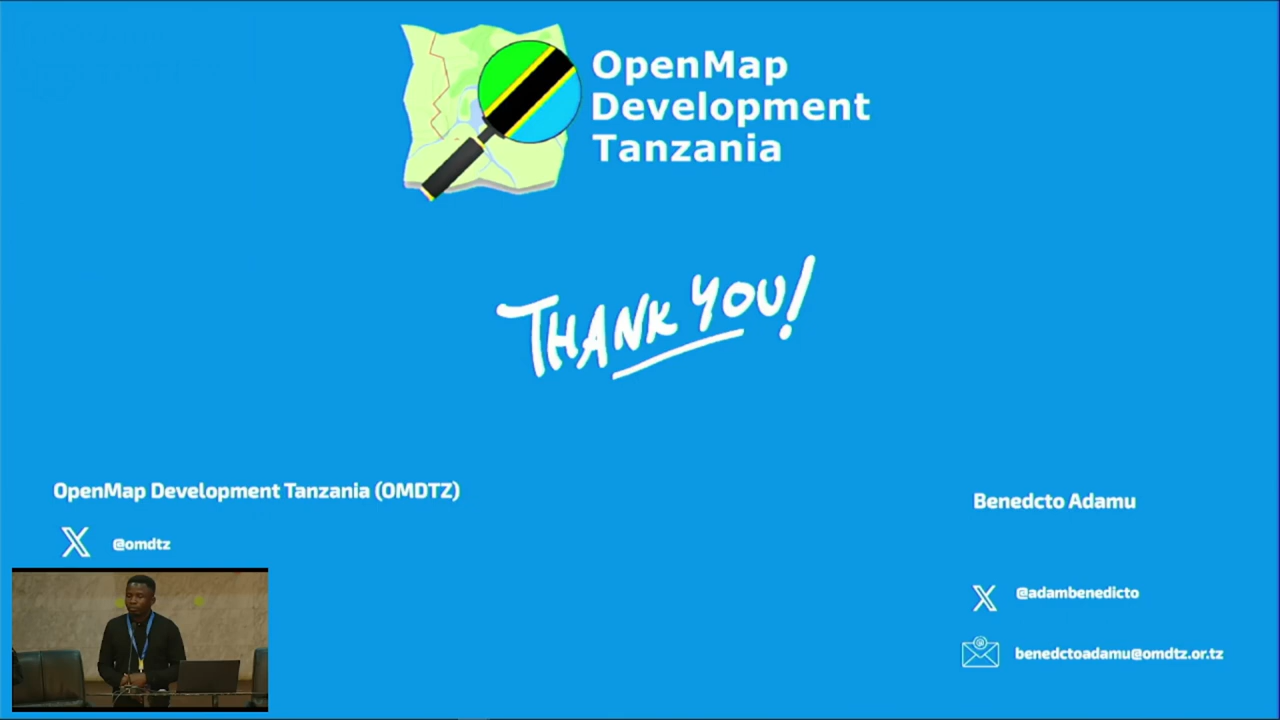 OpenMap
Development
Tanzania
THANK YOU!
OpenMap Development Tanzania (OMDTZ)
@omdtz
Benedcto Adamu
@adambenedicto
benedctoadamu@omdtz.or.tz